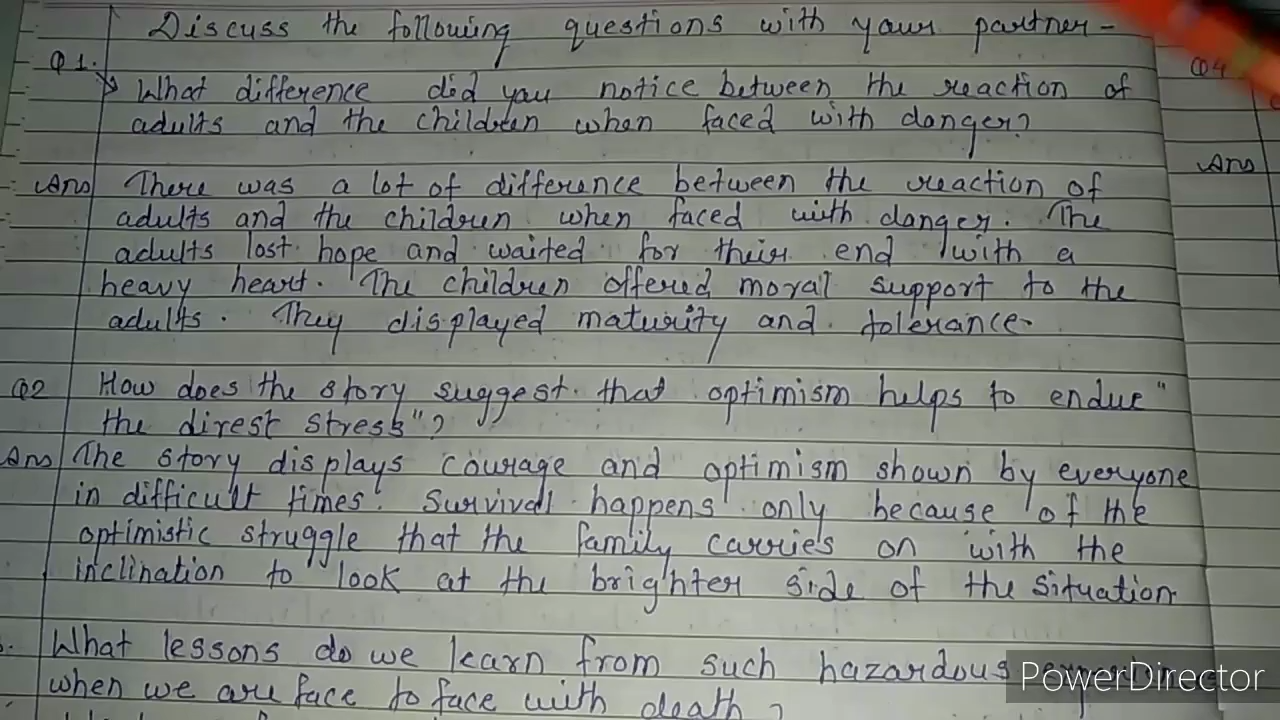 Discuss the following questions with your partner-
Q1.
What difference did you notice between the reaction of
adults and the children when faced with danger?
Ans There was a lot of difference between the reaction of
adults and the children when faced with danger. The
adults lost hope and waited for their end with a
heavy heart. The children offered moral support to the
adults. They displayed maturity and tolerance.
Q2 How does the story suggest that optimism helps to endue "
the direst stress"?
Ans The story displays courage and optimism shown by everyone
in difficult times. Survival happens only because of the
optimistic struggle that the family carries on with the
inclination to look at the brighter side of the situation
What lessons do we learn from such hazardous
when we are face to face with death?
Q4
Ans
PowerDirector